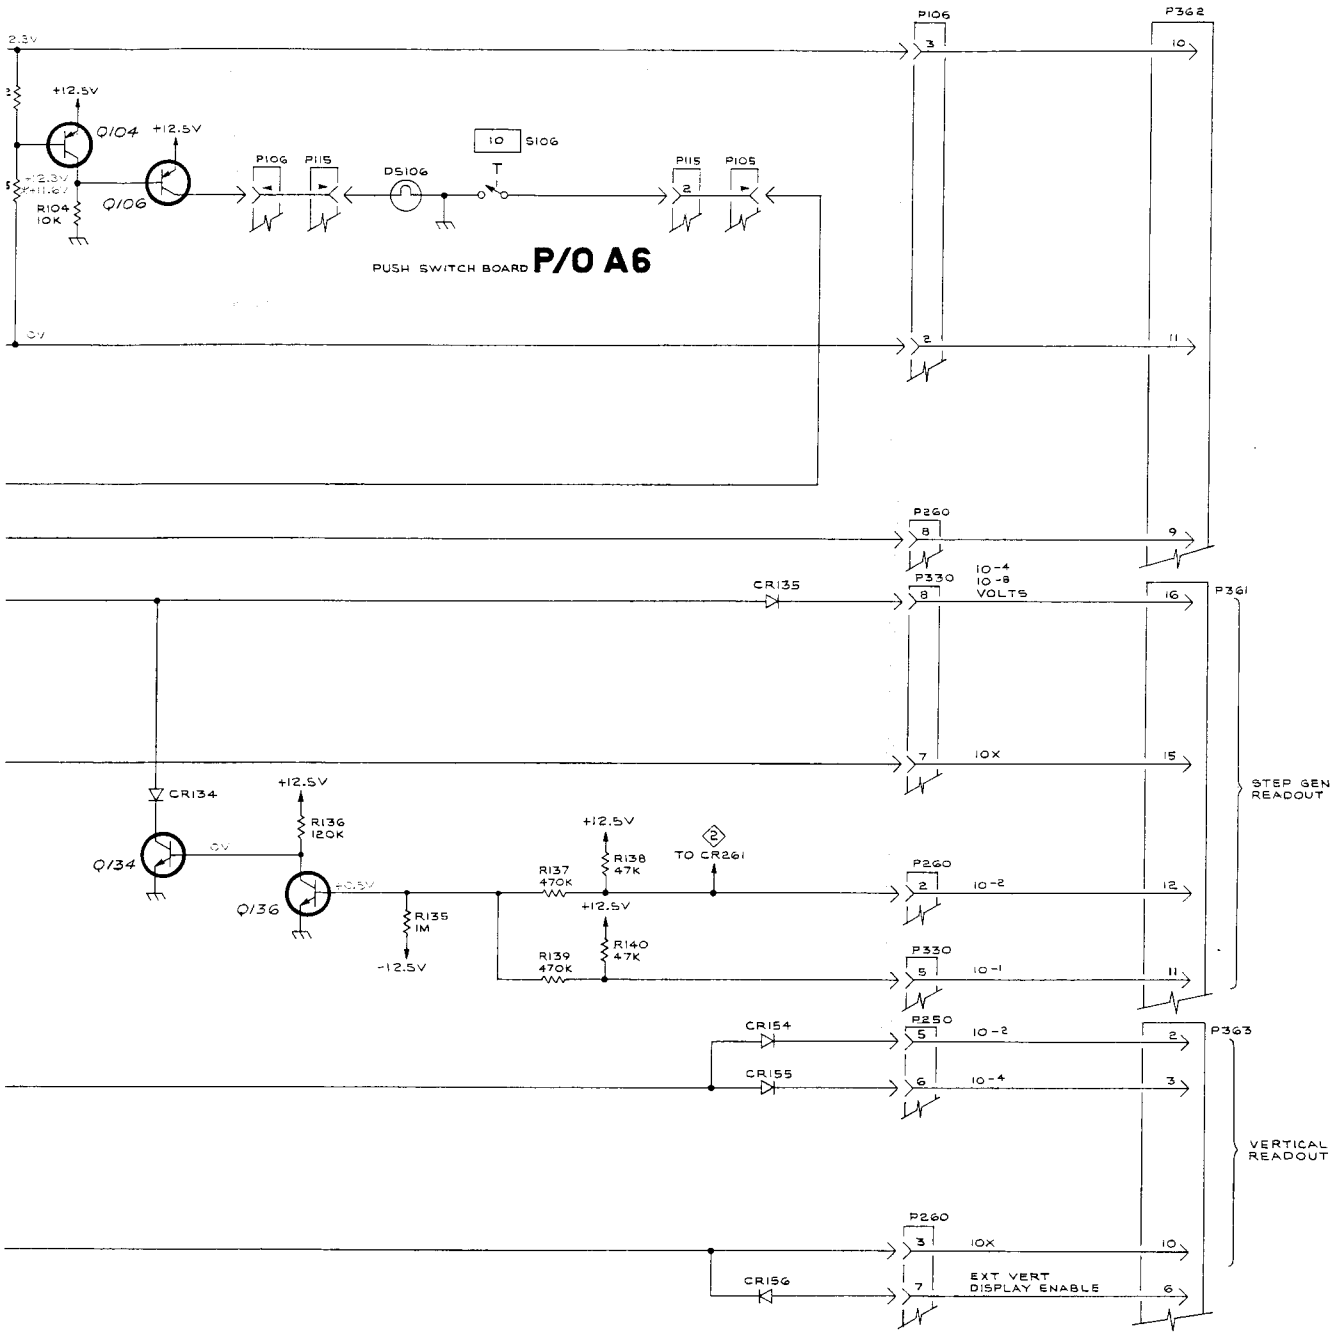 P106
P362
2.3V
3
10
+12.5V
Q104
+12.5V
10
S106
P106
P115
DS106
P115
P105
2
+12.3V
*+11.6V
R104
10K
Q106
PUSH SWITCH BOARD P/O A6
0V
2
11
P260
8
9
P330
10-4
10-8
VOLTS
CR135
8
16
P361
7
10X
15
+12.5V
CR134
R136
120K
STEP GEN
READOUT
+12.5V
2
TO CR261
Q134
0V
R137
470K
R138
47K
P260
2
10-2
12
Q136
+0.5V
R135
1M
+12.5V
-12.5V
R139
470K
R140
47K
P330
5
10-1
11
CR154
P250
5
10-2
2
P363
CR155
6
10-4
3
VERTICAL
READOUT
P260
3
10X
10
CR156
7
EXT VERT
DISPLAY ENABLE
6